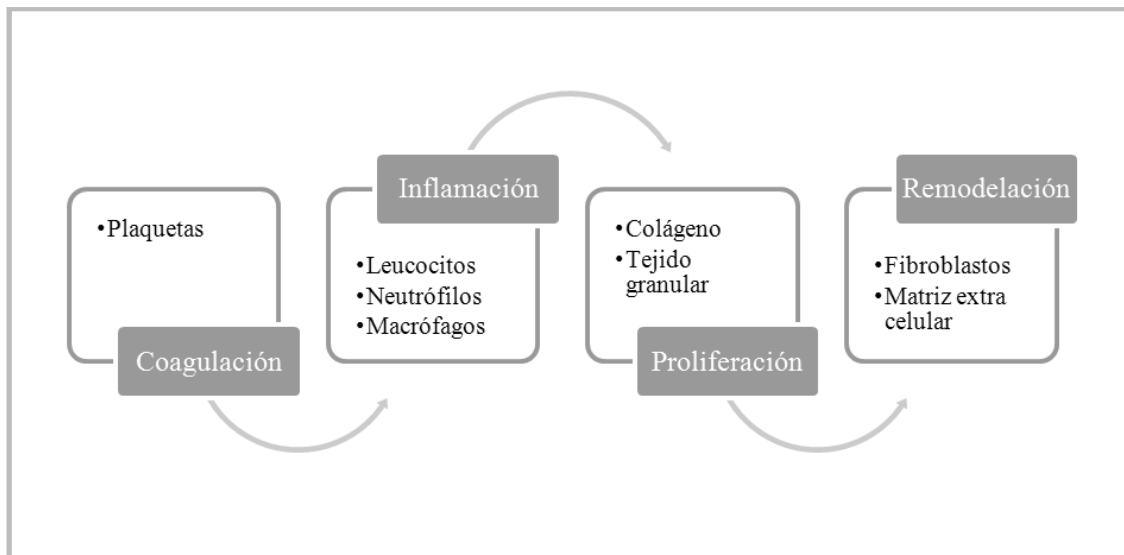 •Plaquetas
Coagulación
Inflamación
•Leucocitos
•Neutrófilos
•Macrófagos
•Colágeno
•Tejido
granular
Proliferación
Remodelación
•Fibroblastos
•Matriz extra
celular